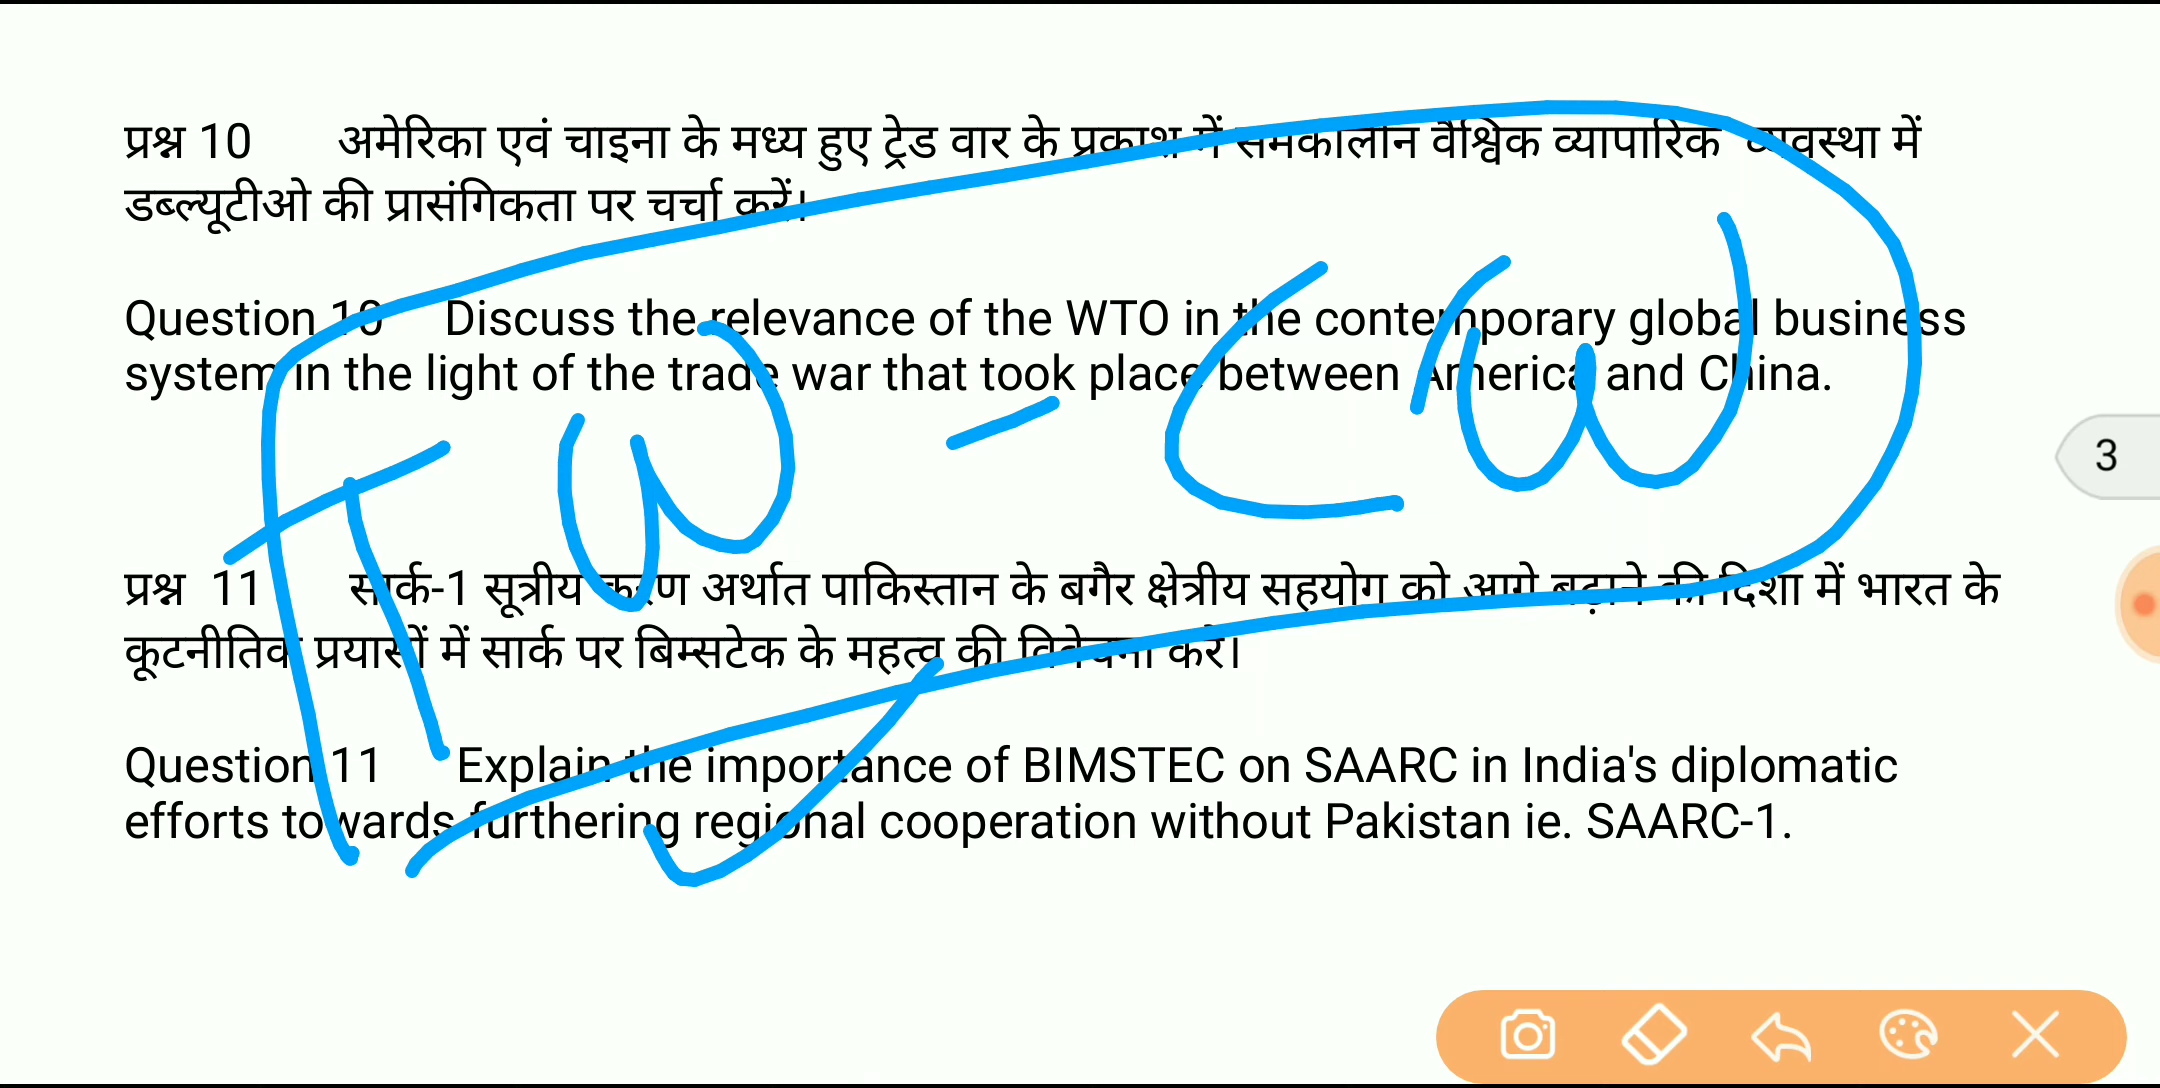 प्रश्न 10 अमेरिका एवं चाइना के मध्य हुए ट्रेड वार के प्रकाश में समकालीन वैश्विक व्यापारिक व्यवस्था में
डब्ल्यूटीओ की प्रासंगिकता पर चर्चा करें।
Question 10 Discuss the relevance of the WTO in the contemporary global business
system in the light of the trade war that took place between America and China.
TW - CW
3
प्रश्न 11 सार्क-1 सूत्रीय करण अर्थात पाकिस्तान के बगैर क्षेत्रीय सहयोग को आगे बढ़ाने की दिशा में भारत के
कूटनीतिक प्रयासों में सार्क पर बिम्सटेक के महत्व की विवेचना करें।
Question 11 Explain the importance of BIMSTEC on SAARC in India's diplomatic
efforts towards furthering regional cooperation without Pakistan ie. SAARC-1.